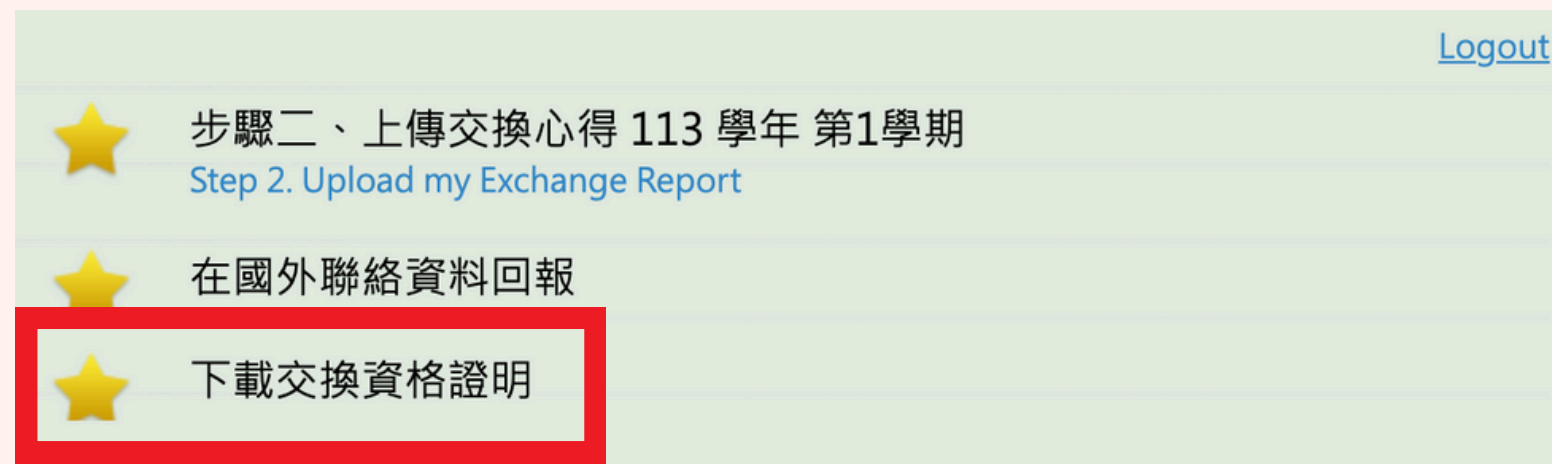 Logout
步驟二、上傳交換心得 113 學年 第1學期
Step 2. Upload my Exchange Report
在國外聯絡資料回報
下載交換資格證明